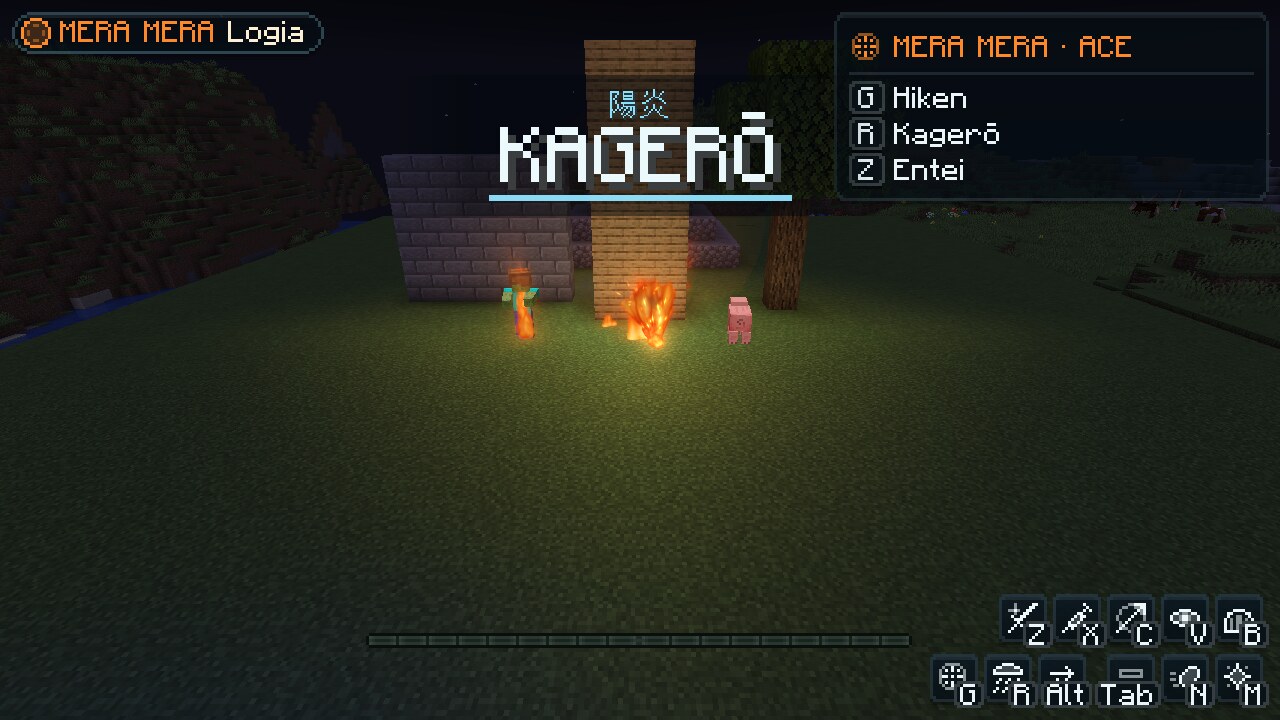 MERA MERA Logia
MERA MERA · ACE
G Hiken
R Kagerō
Z Entei
陽炎
KAGERŌ
Z X C V B
G R Alt Tab N M